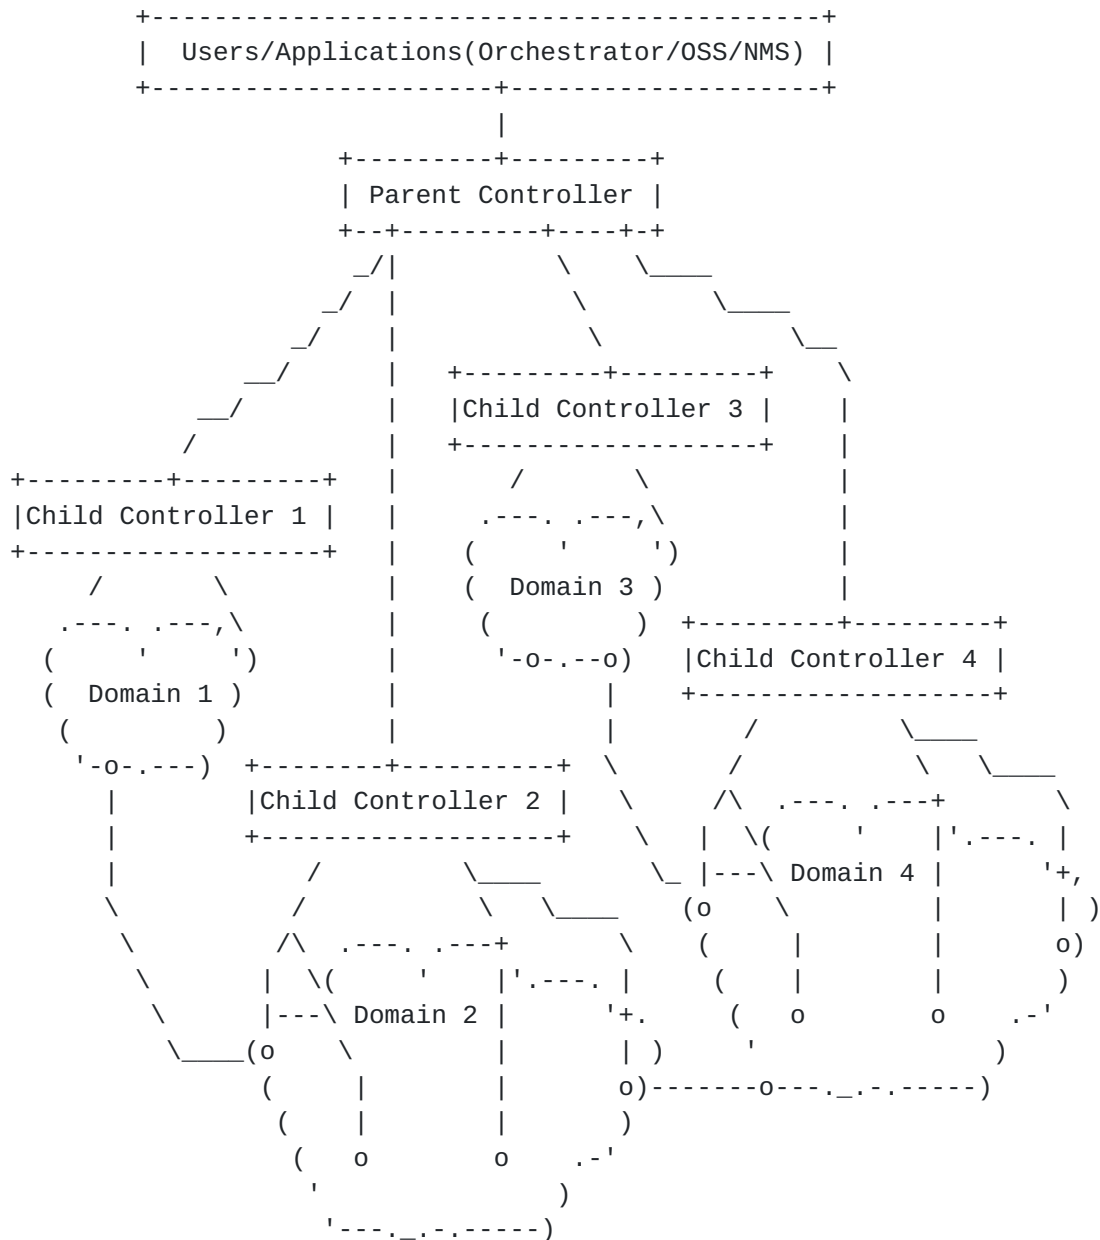 Users/Applications(Orchestrator/OSS/NMS)
Parent Controller
Child Controller 3
Child Controller 1
Domain 3
Child Controller 4
Domain 1
Child Controller 2
Domain 4
Domain 2